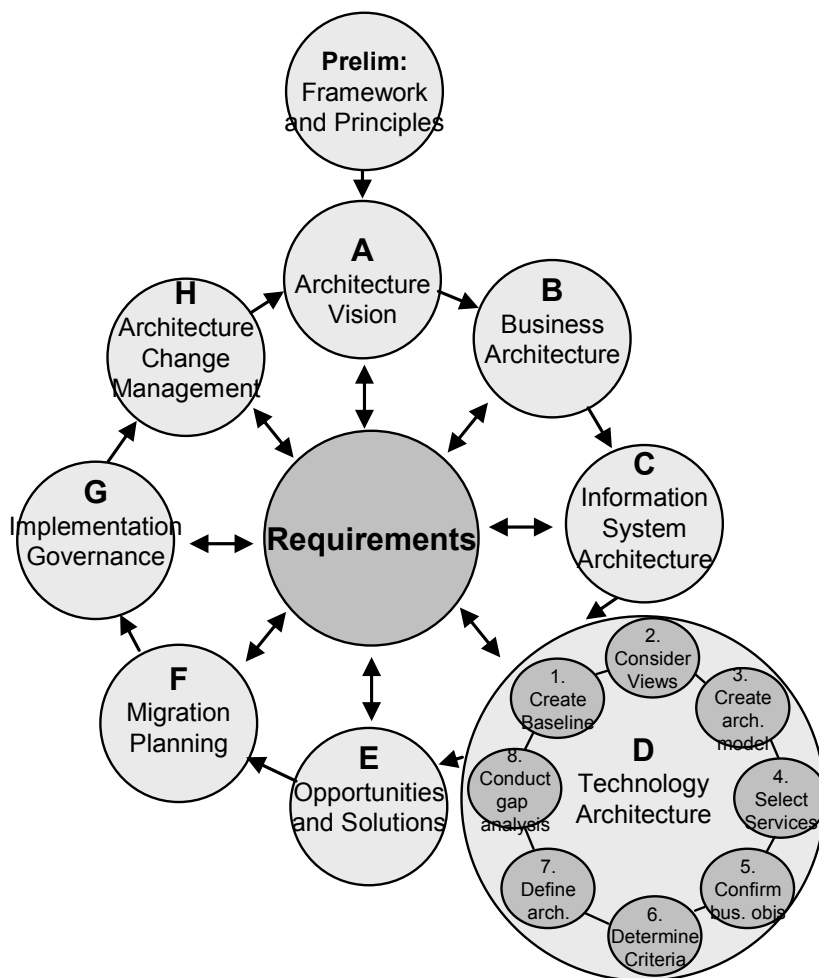 Prelim:
Framework
and Principles
A
Architecture
Vision
B
Business
Architecture
C
Information
System
Architecture
D
Technology
Architecture
1.
Create
Baseline
2.
Consider
Views
3.
Create
arch.
model
4.
Select
Services
5.
Confirm
bus. objs
6.
Determine
Criteria
7.
Define
arch.
8.
Conduct
gap
analysis
E
Opportunities
and Solutions
F
Migration
Planning
G
Implementation
Governance
H
Architecture
Change
Management
Requirements